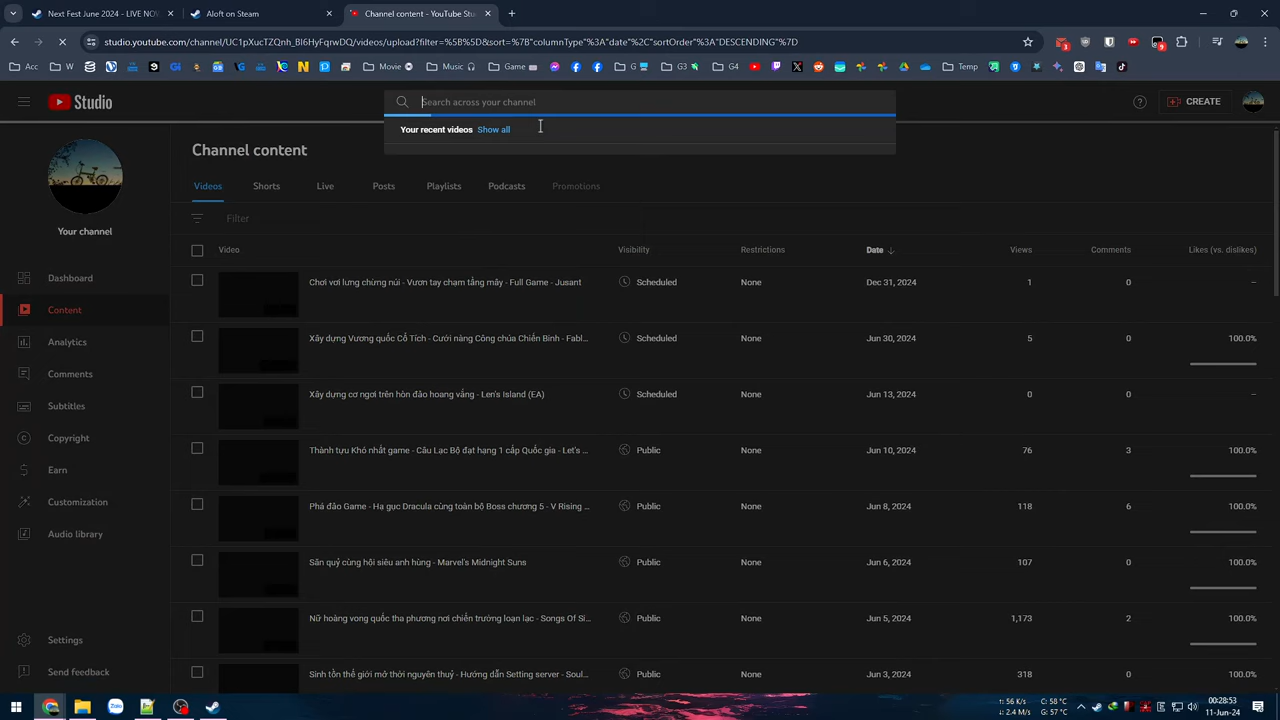 Next Fest June 2024 - LIVE NOV
Aloft on Steam
Channel content - YouTube Stu
studio.youtube.com/channel/UC1pXucTZQnh_Bl6HyFqrwDQ/videos/upload?filter=%5B%5D&sort=%7B"columnType"%3A"date"%2C"sortOrder"%3A"DESCENDING"%7D
Acc
W
Movie
Music
Game
G
G3
G4
Temp
Studio
Search across your channel
CREATE
Your recent videos Show all
Channel content
Videos
Shorts
Live
Posts
Playlists
Podcasts
Promotions
Filter
Your channel
Dashboard
Content
Analytics
Comments
Subtitles
Copyright
Earn
Customization
Audio library
Settings
Send feedback
Video Visibility Restrictions Date Views Comments Likes (vs. dislikes)
Chơi vơi lưng chừng núi - Vươn tay chạm tầng mây - Full Game - Jusant Scheduled None Dec 31, 2024 1 0 –
Xây dựng Vương quốc Cổ Tích - Cưới nàng Công chúa Chiến Binh - Fabl... Scheduled None Jun 30, 2024 5 0 100.0%
Xây dựng cơ ngơi trên hòn đảo hoang vắng - Len's Island (EA) Scheduled None Jun 13, 2024 0 0 –
Thành tựu Khó nhất game - Câu Lạc Bộ đạt hạng 1 cấp Quốc gia - Let's ... Public None Jun 10, 2024 76 3 100.0%
Phá đảo Game - Hạ gục Dracula cùng toàn bộ Boss chương 5 - V Rising ... Public None Jun 8, 2024 118 6 100.0%
Săn quỷ cùng hội siêu anh hùng - Marvel's Midnight Suns Public None Jun 6, 2024 107 0 100.0%
Nữ hoàng vong quốc tha phương nơi chiến trường loạn lạc - Songs Of Si... Public None Jun 5, 2024 1,173 2 100.0%
Sinh tồn thế giới mở thời nguyên thuỷ - Hướng dẫn Setting server - Soul... Public None Jun 3, 2024 318 0 100.0%
↑: 56 K/s
↓: 2.4 M/s
C: 58 °C
G: 57 °C
00:28:53
11-Jun-24